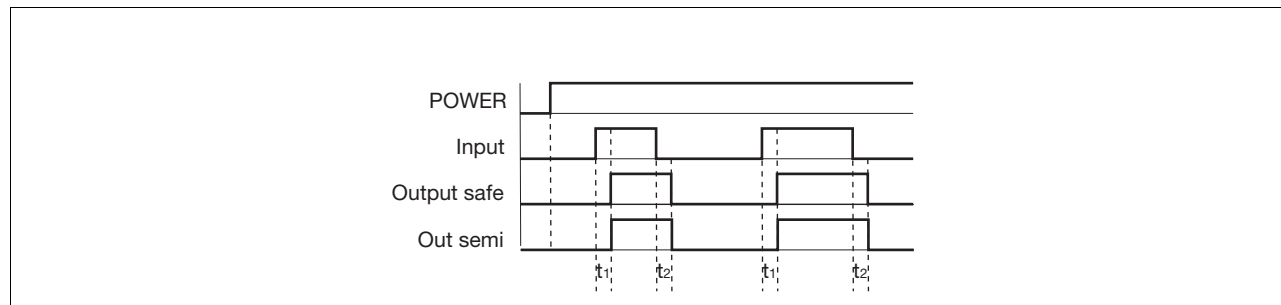 POWER
Input
Output safe
Out semi
t1 t2 t1 t2